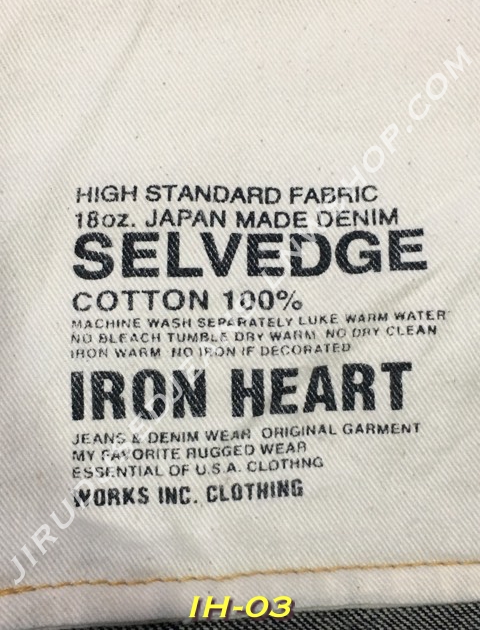 HIGH STANDARD FABRIC
18oz. JAPAN MADE DENIM
SELVEDGE
COTTON 100%
MACHINE WASH SEPERATELY LUKE WARM WATER
NO BLEACH TUMBLE DRY WARM NO DRY CLEAN
IRON WARM NO IRON IF DECORATED
IRON HEART
JEANS & DENIM WEAR ORIGINAL GARMENT
MY FAVORITE RUGGED WEAR
ESSENTIAL OF U.S.A. CLOTHNG
WORKS INC. CLOTHING
IH-03